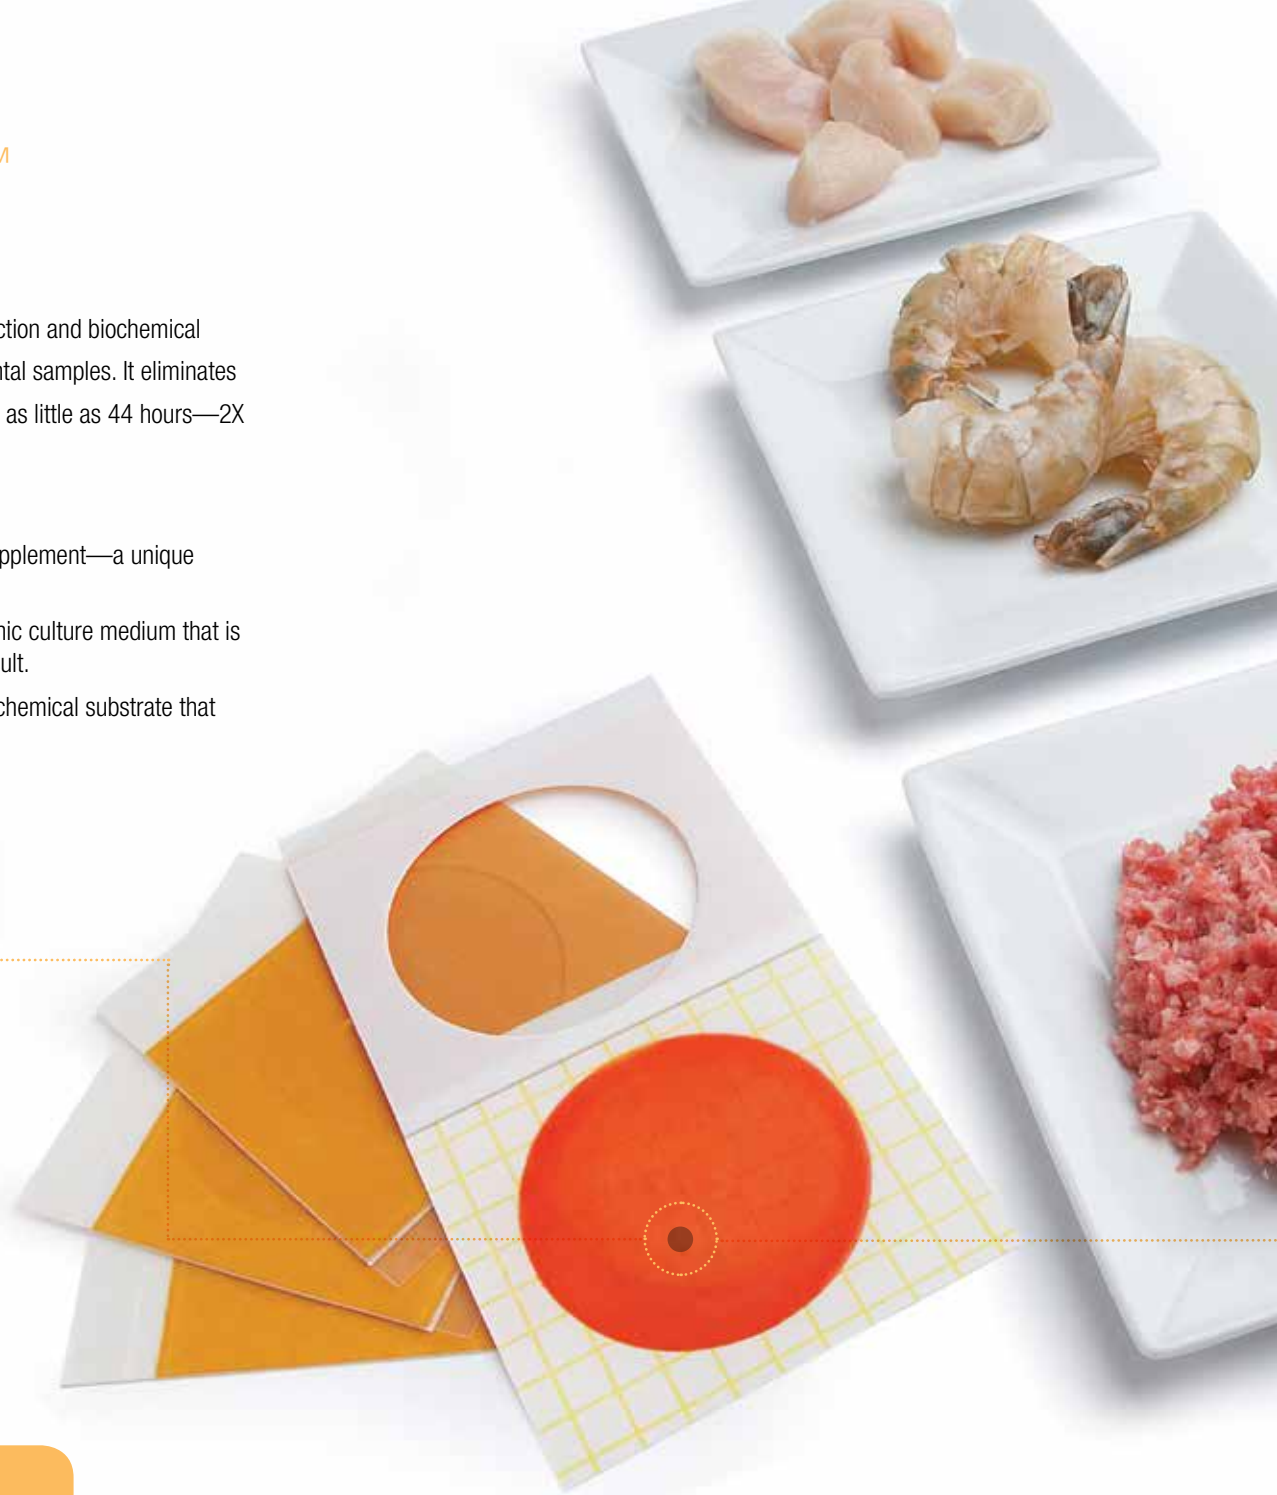 M
ction and biochemical
ntal samples. It eliminates
as little as 44 hours—2X
pplement—a unique
nic culture medium that is
ult.
chemical substrate that